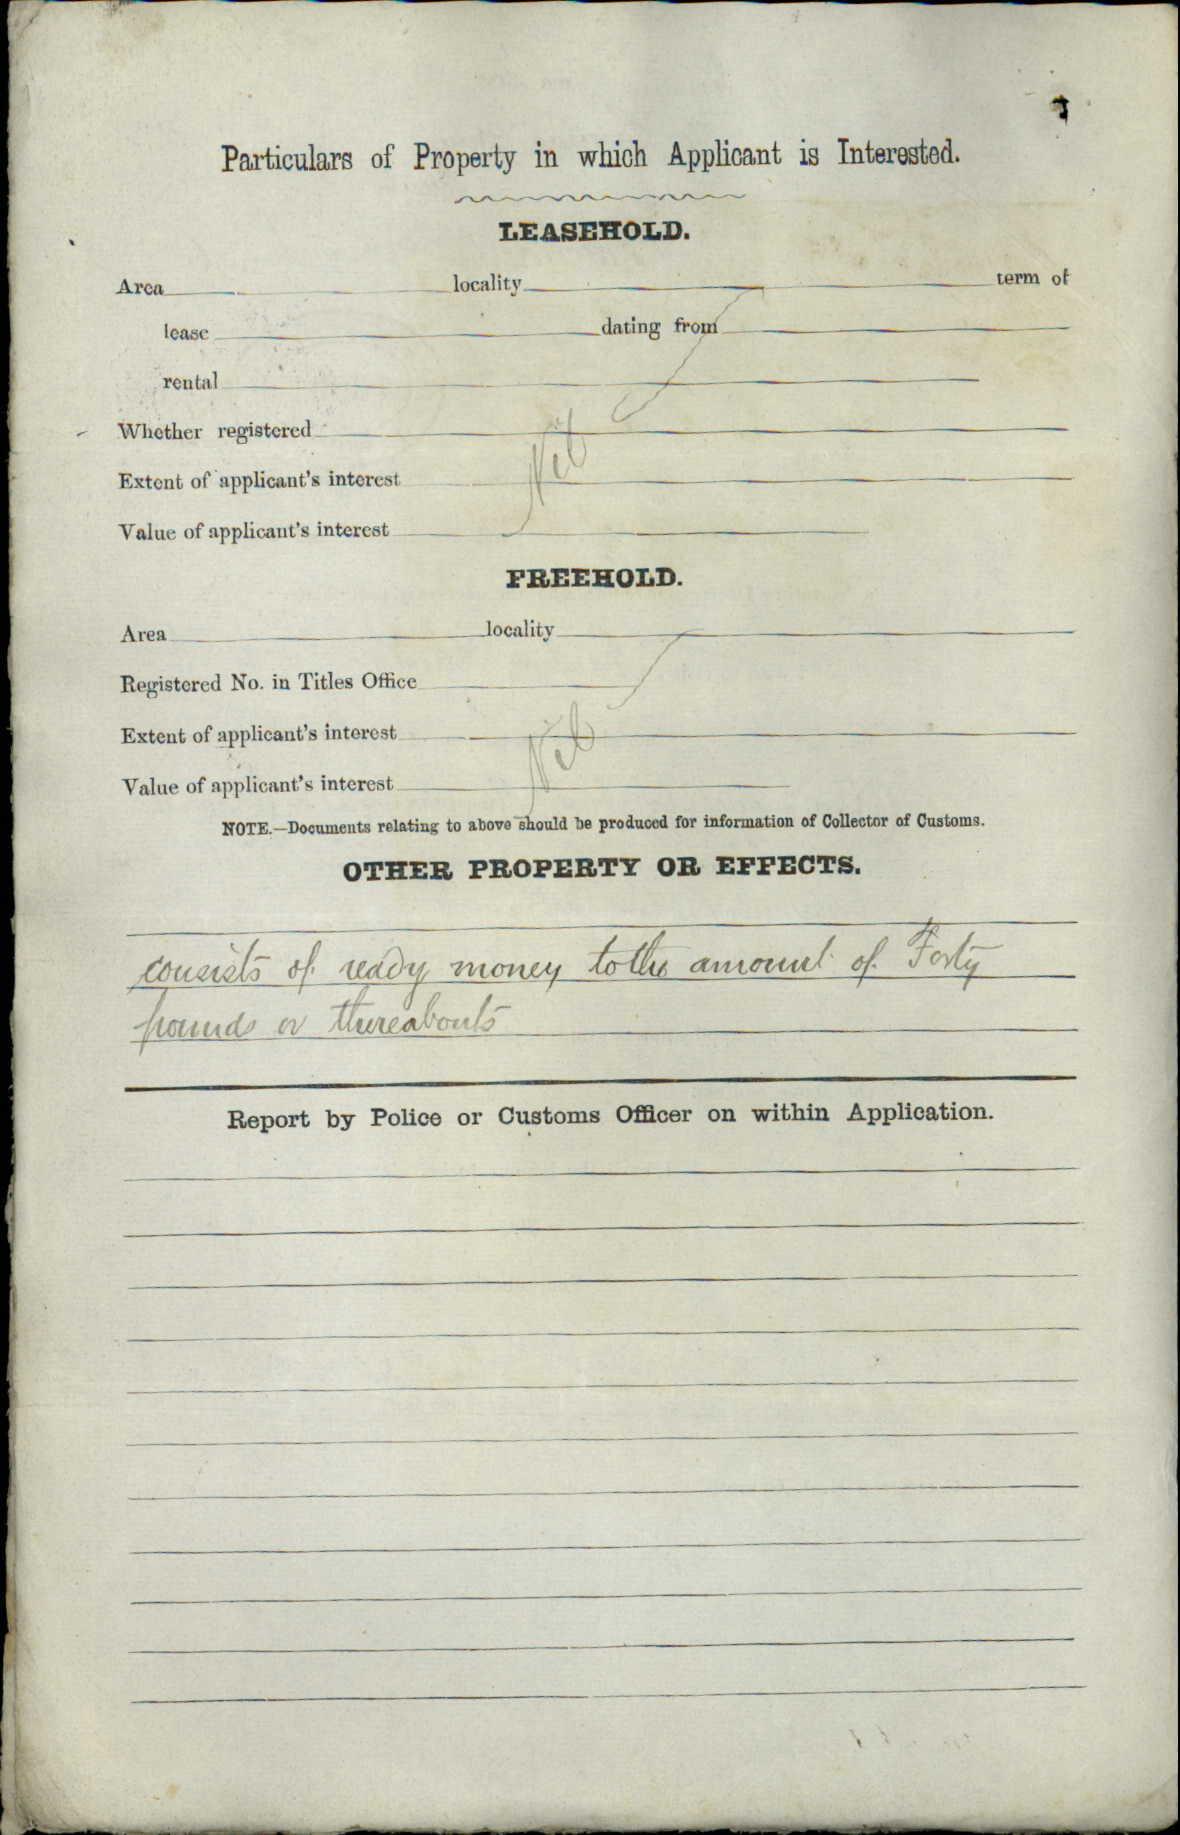 Particulars of Property in which Applicant is Interested.
LEASEHOLD.
Area locality term of
lease dating from
rental
Whether registered
Nil
Extent of applicant's interest
Value of applicant's interest
FREEHOLD.
Area locality
Registered No. in Titles Office
Extent of applicant's interest
Nil
Value of applicant's interest
NOTE.—Documents relating to above should be produced for information of Collector of Customs.
OTHER PROPERTY OR EFFECTS.
consists of ready money to the amount of Forty
pounds or thereabouts
Report by Police or Customs Officer on within Application.